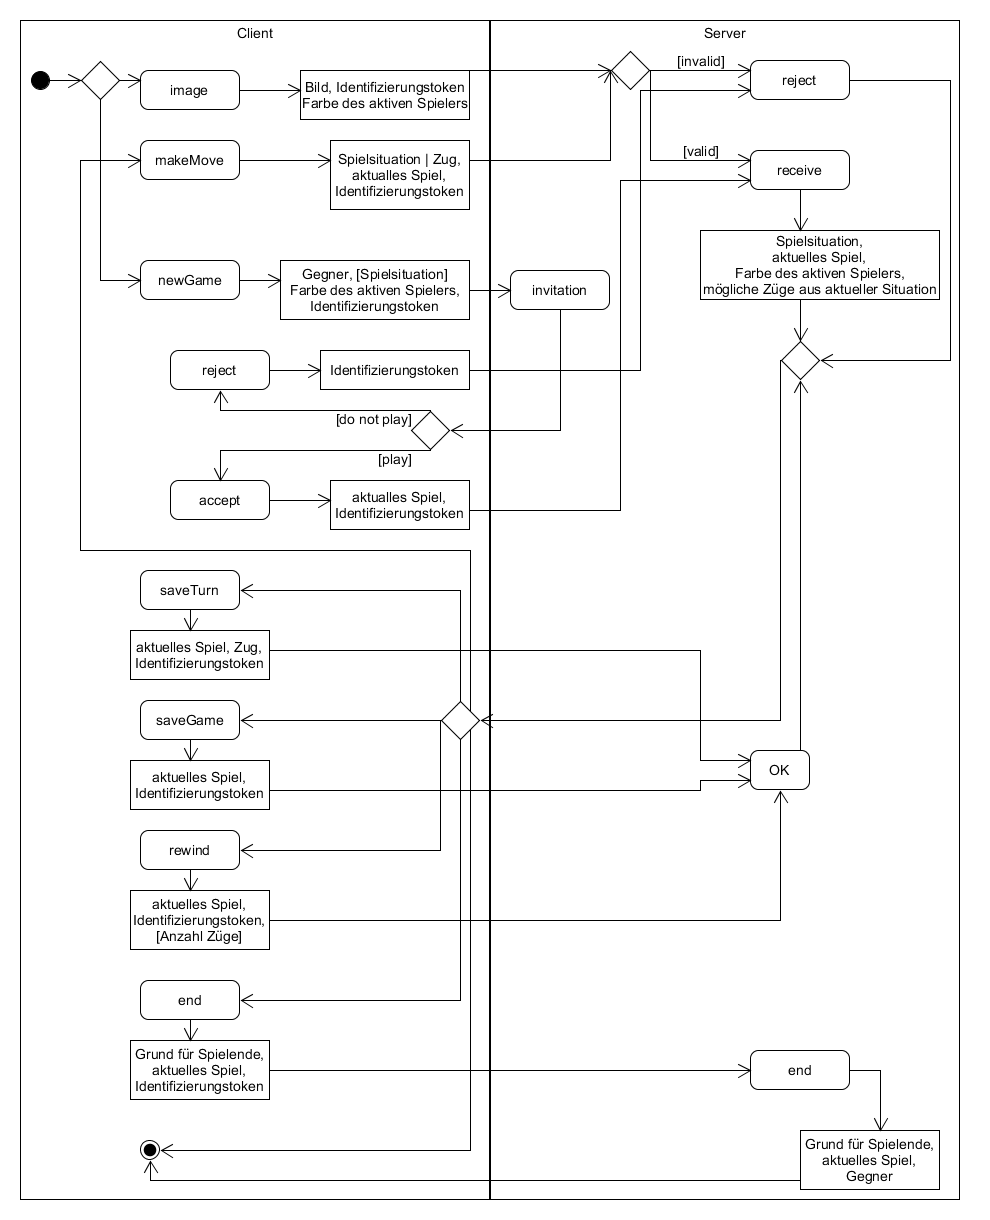 Client
Server
image
Bild, Identifizierungstoken
Farbe des aktiven Spielers
[invalid]
reject
makeMove
Spielsituation | Zug,
aktualles Spiel,
Identifizierungstoken
[valid]
receive
Spielsituation,
aktuelles Spiel,
Farbe des aktiven Spielers,
mögliche Züge aus aktueller Situation
newGame
Gegner, [Spielsituation]
Farbe des aktiven Spielers,
Identifizierungstoken
invitation
reject
Identifizierungstoken
[do not play]
[play]
accept
aktualles Spiel,
Identifizierungstoken
saveTurn
aktuelles Spiel, Zug,
Identifizierungstoken
saveGame
aktuelles Spiel,
Identifizierungstoken
OK
rewind
aktuelles Spiel,
Identifizierungstoken,
[Anzahl Züge]
end
Grund für Spielende,
aktuelles Spiel,
Identifizierungstoken
end
Grund für Spielende,
aktuelles Spiel,
Gegner